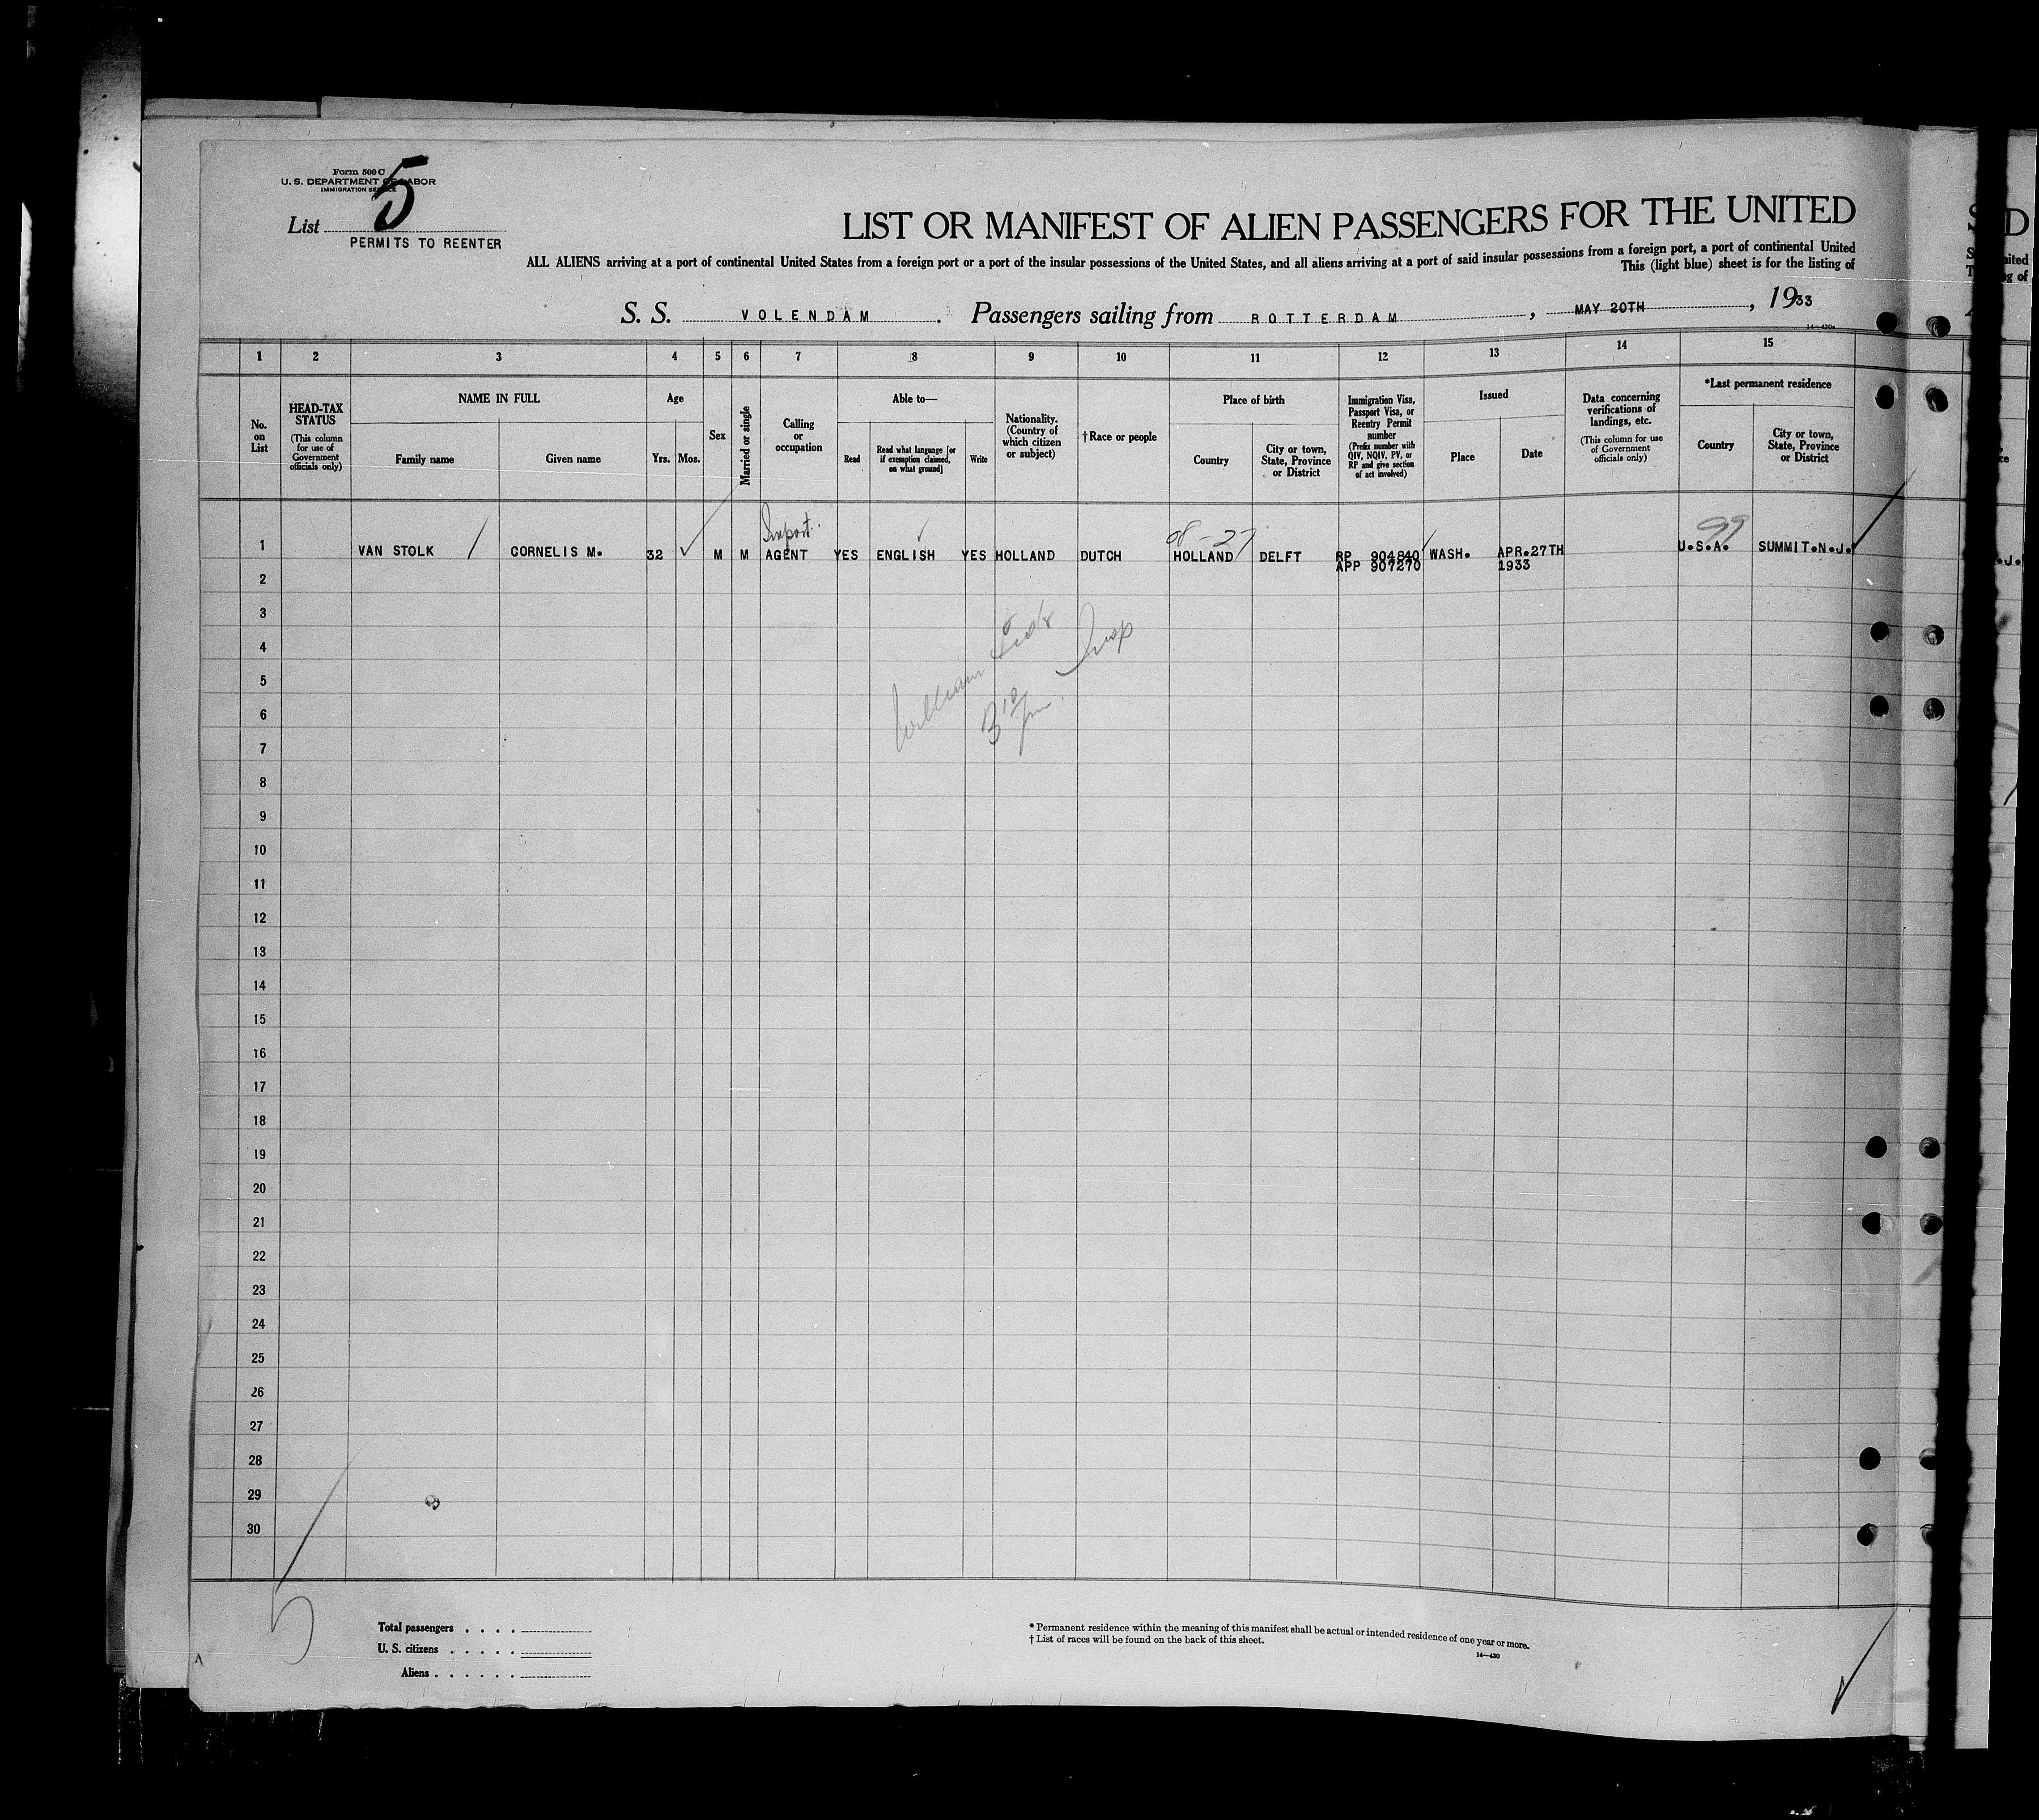 Form 500 C
U. S. DEPARTMENT OF LABOR
IMMIGRATION SERVICE
List 5
PERMITS TO REENTER
LIST OR MANIFEST OF ALIEN PASSENGERS FOR THE UNITED
ALL ALIENS arriving at a port of continental United States from a foreign port or a port of the insular possessions of the United States, and all aliens arriving at a port of said insular possessions from a foreign port, a port of continental United
This (light blue) sheet is for the listing of
S. S. VOLENDAM . Passengers sailing from ROTTERDAM , MAY 20TH , 1933
1 2 3 4 5 6 7 8 9 10 11 12 13 14 15
No. on List
HEAD-TAX STATUS
(This column for use of Government officials only)
NAME IN FULL
Family name Given name
Age
Yrs. Mos.
Sex
Married or single
Calling or occupation
Able to—
Read
Read what language [or if exemption claimed, on what ground]
Write
Nationality. (Country of which citizen or subject)
†Race or people
Place of birth
Country
City or town, State, Province or District
Immigration Visa, Passport Visa, or Reentry Permit number
(Prefix number with QIV, NQIV, PV, or RP and give section of act involved)
Issued
Place Date
Data concerning verifications of landings, etc.
(This column for use of Government officials only)
*Last permanent residence
Country
City or town, State, Province or District
Import. 08-27 99
1 VAN STOLK CORNELIS M. 32 M M AGENT YES ENGLISH YES HOLLAND DUTCH HOLLAND DELFT RP 904840 WASH. APR.27TH U.S.A. SUMMIT.N.J.
APP 907270 1933
2
3
4
William Insp
5
6
3 10 pm
7
8
9
10
11
12
13
14
15
16
17
18
19
20
21
22
23
24
25
26
27
28
29
30
5
Total passengers
U. S. citizens
Aliens
* Permanent residence within the meaning of this manifest shall be actual or intended residence of one year or more.
† List of races will be found on the back of this sheet.
14—430